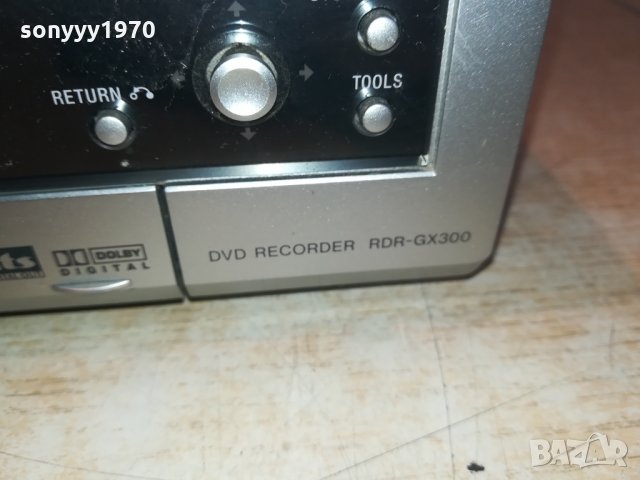 sonyyy1970
RETURN
TOOLS
DOLBY
DIGITAL
DVD RECORDER RDR-GX300
BAZAR